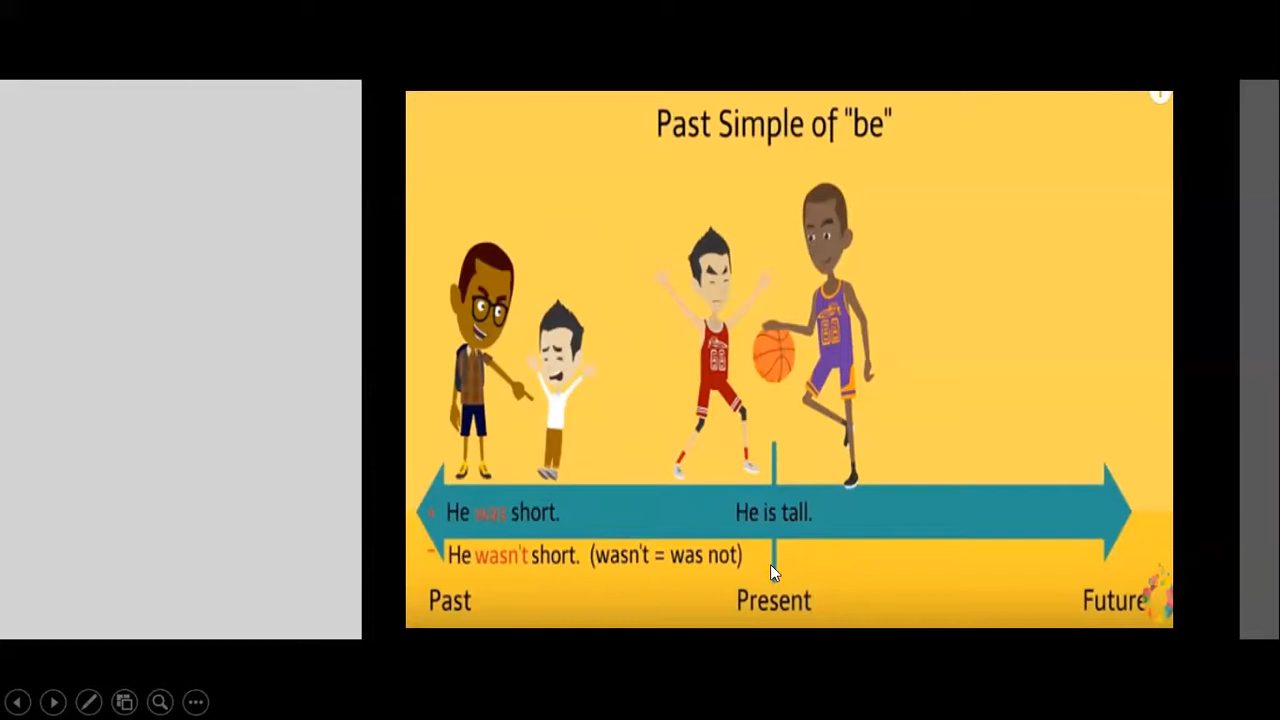 Past Simple of "be"
+ He was short. He is tall.
- He wasn't short. (wasn't = was not)
Past Present Future